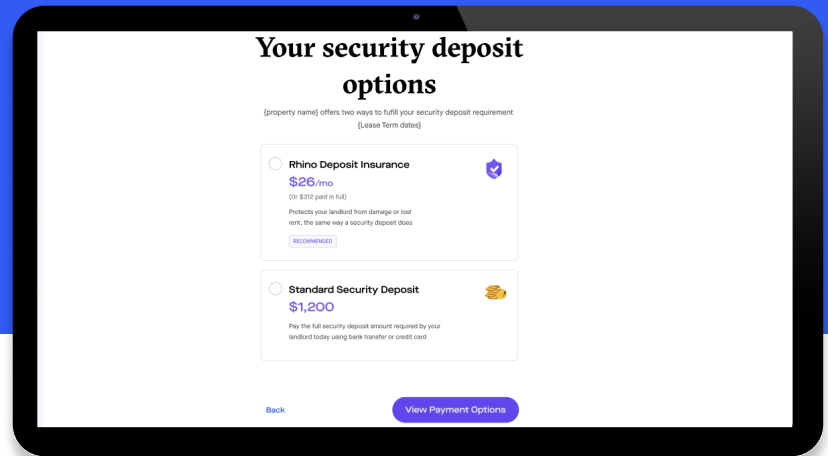 Your security deposit
options
{property name} offers two ways to fufill your security deposit requirement
{Lease Term dates}
Rhino Deposit Insurance
$26/mo
(Or $312 paid in full)
Protects your landlord from damage or lost
rent, the same way a security deposit does
RECOMMENDED
Standard Security Deposit
$1,200
Pay the full security deposit amount required by your
landlord today using bank transfer or credit card
Back
View Payment Options